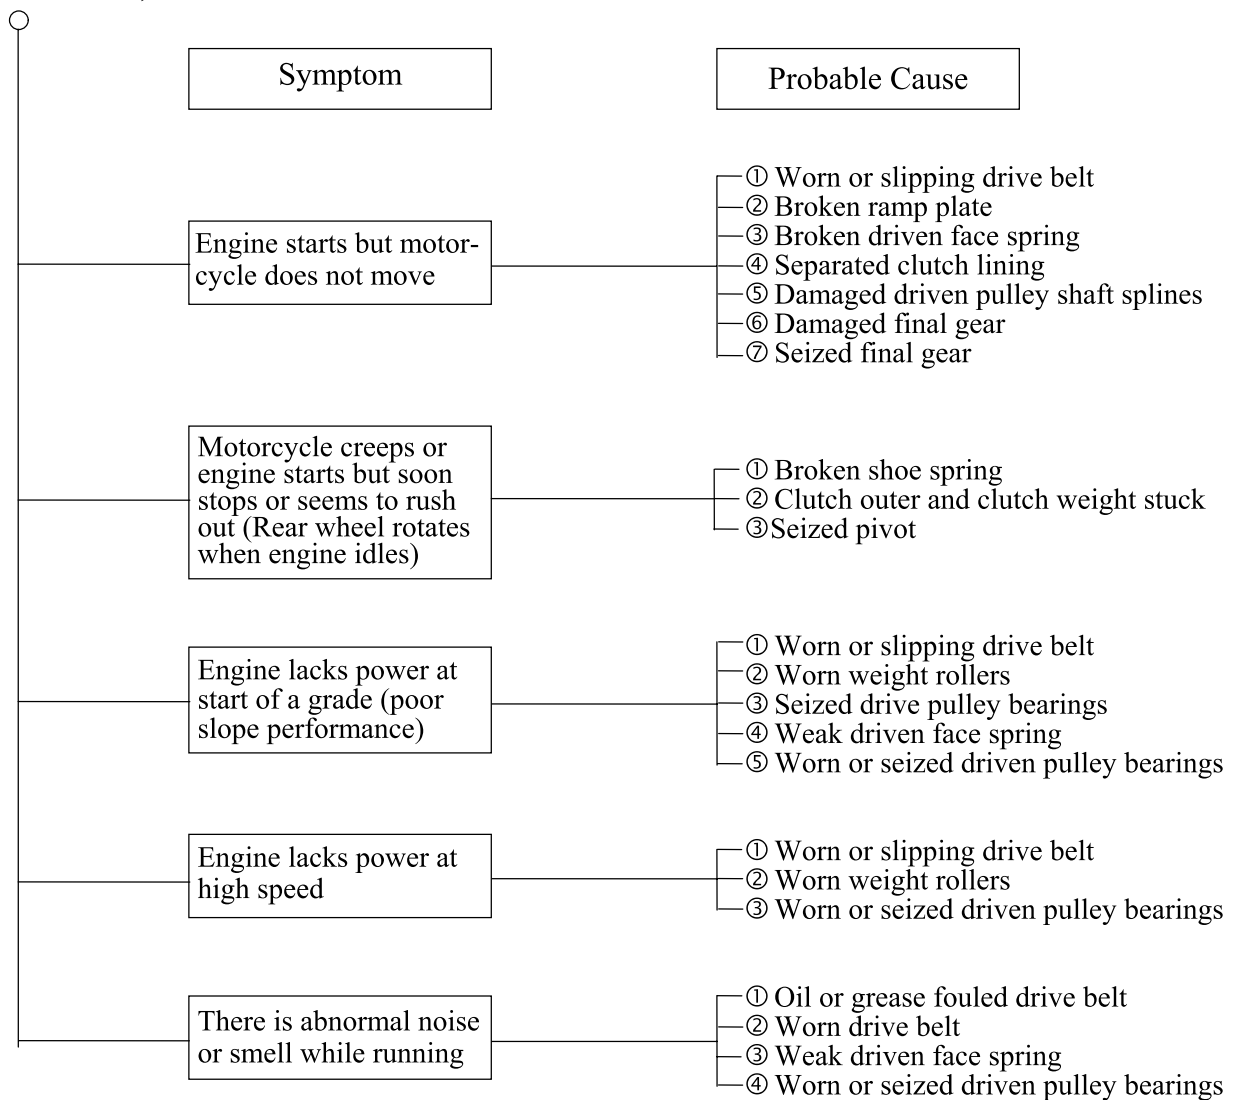 Symptom
Probable Cause
Engine starts but motor-
cycle does not move
① Worn or slipping drive belt
② Broken ramp plate
③ Broken driven face spring
④ Separated clutch lining
⑤ Damaged driven pulley shaft splines
⑥ Damaged final gear
⑦ Seized final gear
Motorcycle creeps or
engine starts but soon
stops or seems to rush
out (Rear wheel rotates
when engine idles)
① Broken shoe spring
② Clutch outer and clutch weight stuck
③Seized pivot
Engine lacks power at
start of a grade (poor
slope performance)
① Worn or slipping drive belt
② Worn weight rollers
③ Seized drive pulley bearings
④ Weak driven face spring
⑤ Worn or seized driven pulley bearings
Engine lacks power at
high speed
① Worn or slipping drive belt
② Worn weight rollers
③ Worn or seized driven pulley bearings
There is abnormal noise
or smell while running
① Oil or grease fouled drive belt
② Worn drive belt
③ Weak driven face spring
④ Worn or seized driven pulley bearings